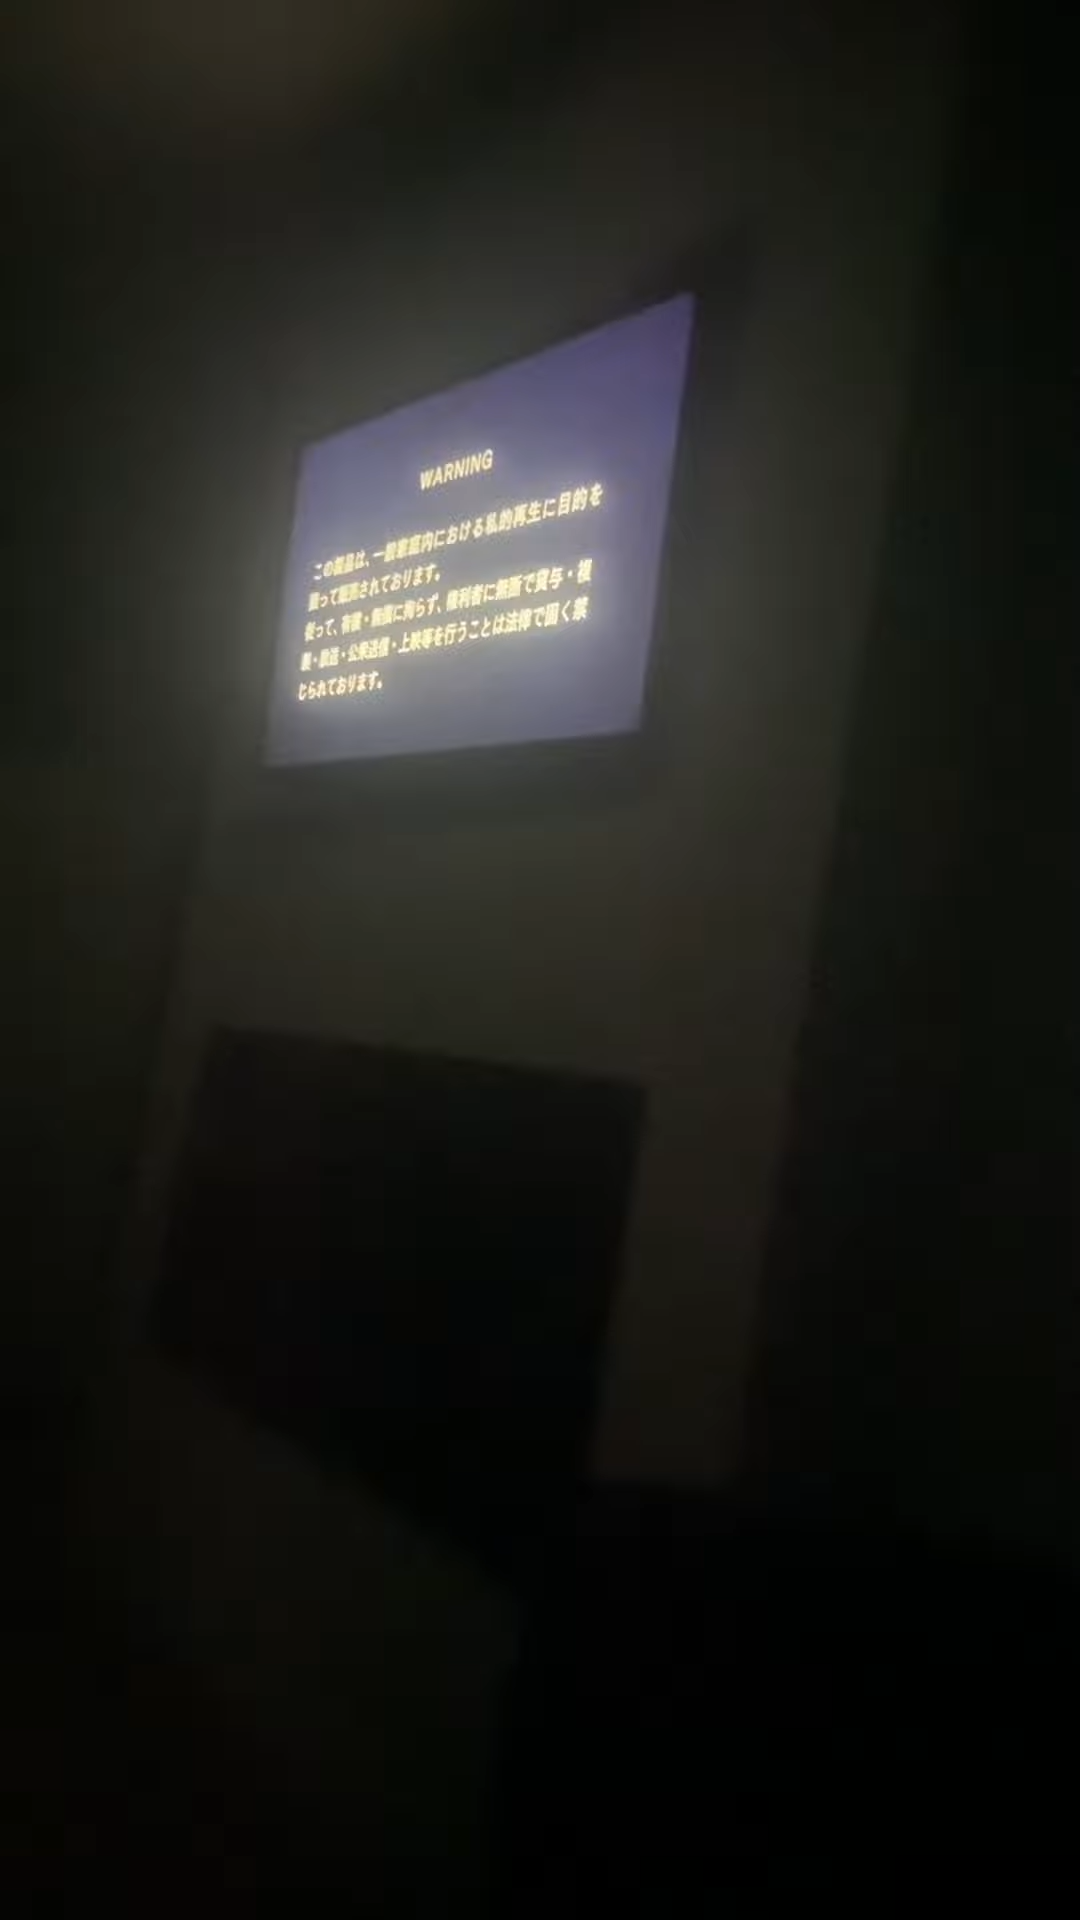 WARNING
この製品は、一般家庭内における私的再生に目的を
限って販売されております。
従って、有償・無償に拘らず、権利者に無断で貸与・複
製・放送・公衆送信・上映等を行うことは法律で固く禁
じられております。